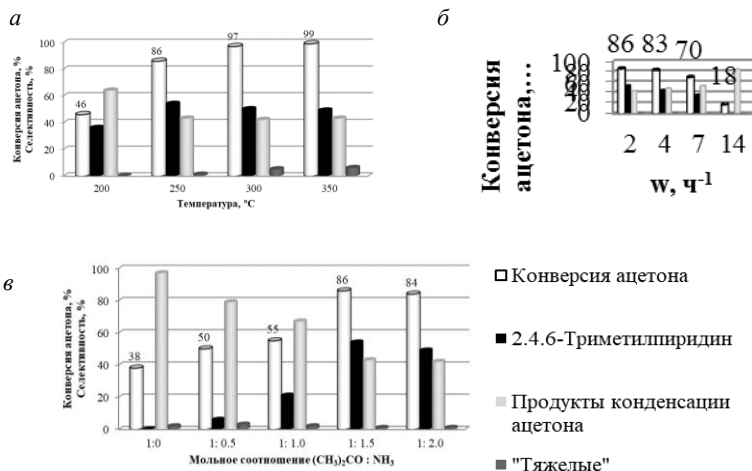 а
Конверсия ацетона, %
Селективность, %
100
80
60
40
20
0
46
86
97
99
200 250 300 350
Температура, °С
б
Конверсия
ацетона,…
100
0
86 83 70 18
2 4 7 14
w, ч⁻¹
в
Конверсия ацетона, %
Селективность, %
100
80
60
40
20
0
38
50
55
86
84
1:0 1: 0.5 1: 1.0 1: 1.5 1: 2.0
Мольное соотношение (CH₃)₂CO : NH₃
Конверсия ацетона
2.4.6-Триметилпиридин
Продукты конденсации
ацетона
"Тяжелые"